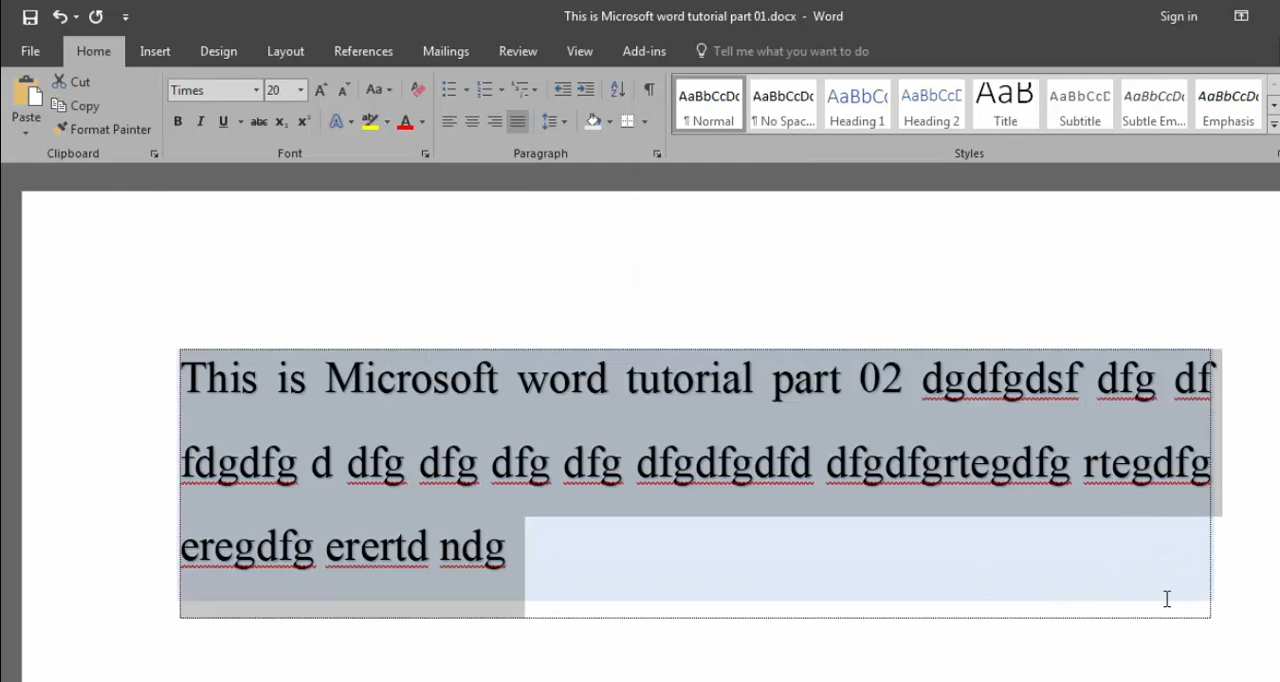 This is Microsoft word tutorial part 01.docx - Word
Sign in
File Home Insert Design Layout References Mailings Review View Add-ins Tell me what you want to do
Paste
Cut
Copy
Format Painter
Clipboard
Times 20 Aa
B I U abc x₂ x² A A
Font
Paragraph
AaBbCcDc AaBbCcDc AaBbCc AaBbCcD AaB AaBbCcD AaBbCcDc AaBbCcDc
¶ Normal ¶ No Spac... Heading 1 Heading 2 Title Subtitle Subtle Em... Emphasis
Styles
This is Microsoft word tutorial part 02 dgdfgdsf dfg df
fdgdfg d dfg dfg dfg dfg dfgdfgdfd dfgdfgrtegdfg rtegdfg
eregdfg erertd ndg